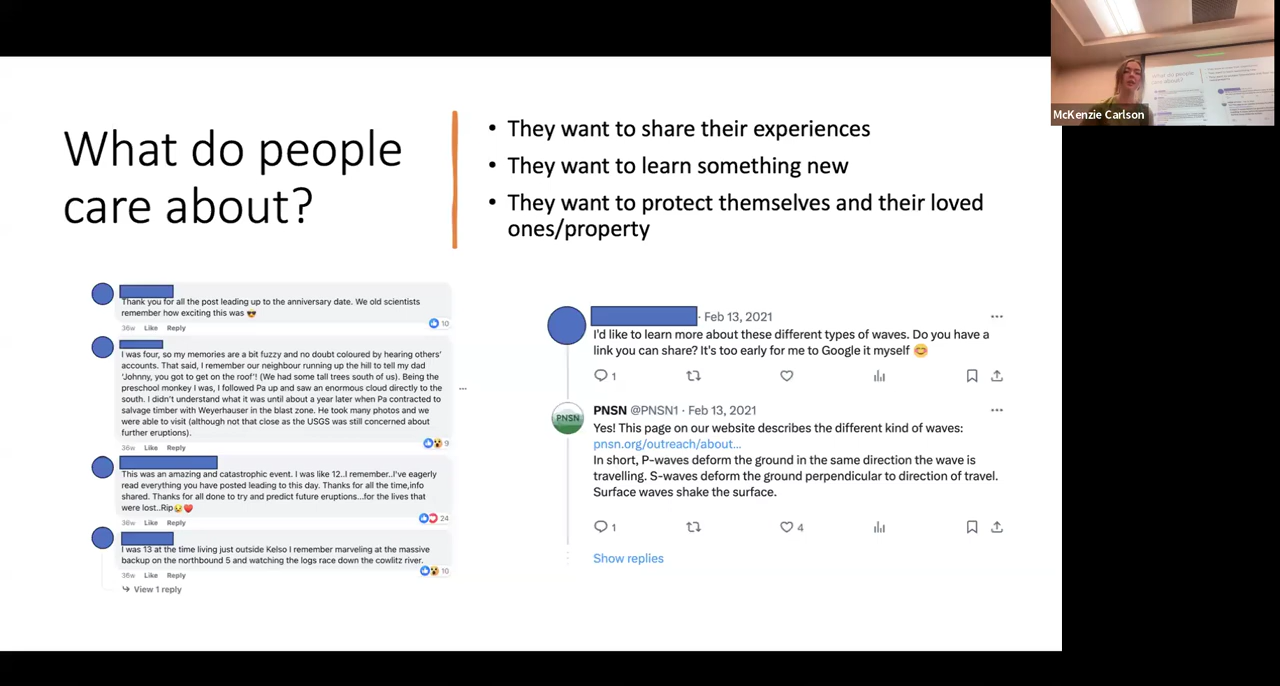 What do people
care about?
• They want to share their experiences
• They want to learn something new
• They want to protect themselves and their loved
ones/property
Thank you for all the post leading up to the anniversary date. We old scientists
remember how exciting this was 😎
10
36w Like Reply
I was four, so my memories are a bit fuzzy and no doubt coloured by hearing others'
accounts. That said, I remember our neighbour running up the hill to tell my dad
'Johnny, you got to get on the roof'! (We had some tall trees south of us). Being the
preschool monkey I was, I followed Pa up and saw an enormous cloud directly to the
south. I didn't understand what it was until about a year later when Pa contracted to
salvage timber with Weyerhauser in the blast zone. He took many photos and we
were able to visit (although not that close as the USGS was still concerned about
further eruptions).
9
36w Like Reply
This was an amazing and catastrophic event. I was like 12..I remember..I've eagerly
read everything you have posted leading to this day. Thanks for all the time,info
shared. Thanks for all done to try and predict future eruptions...for the lives that
were lost..Rip😢❤️
24
36w Like Reply
I was 13 at the time living just outside Kelso I remember marveling at the massive
backup on the northbound 5 and watching the logs race down the cowlitz river.
10
36w Like Reply
View 1 reply
· Feb 13, 2021
I'd like to learn more about these different types of waves. Do you have a
link you can share? It's too early for me to Google it myself 😊
1
PNSN
PNSN @PNSN1 · Feb 13, 2021
Yes! This page on our website describes the different kind of waves:
pnsn.org/outreach/about...
In short, P-waves deform the ground in the same direction the wave is
travelling. S-waves deform the ground perpendicular to direction of travel.
Surface waves shake the surface.
1 4
Show replies
McKenzie Carlson